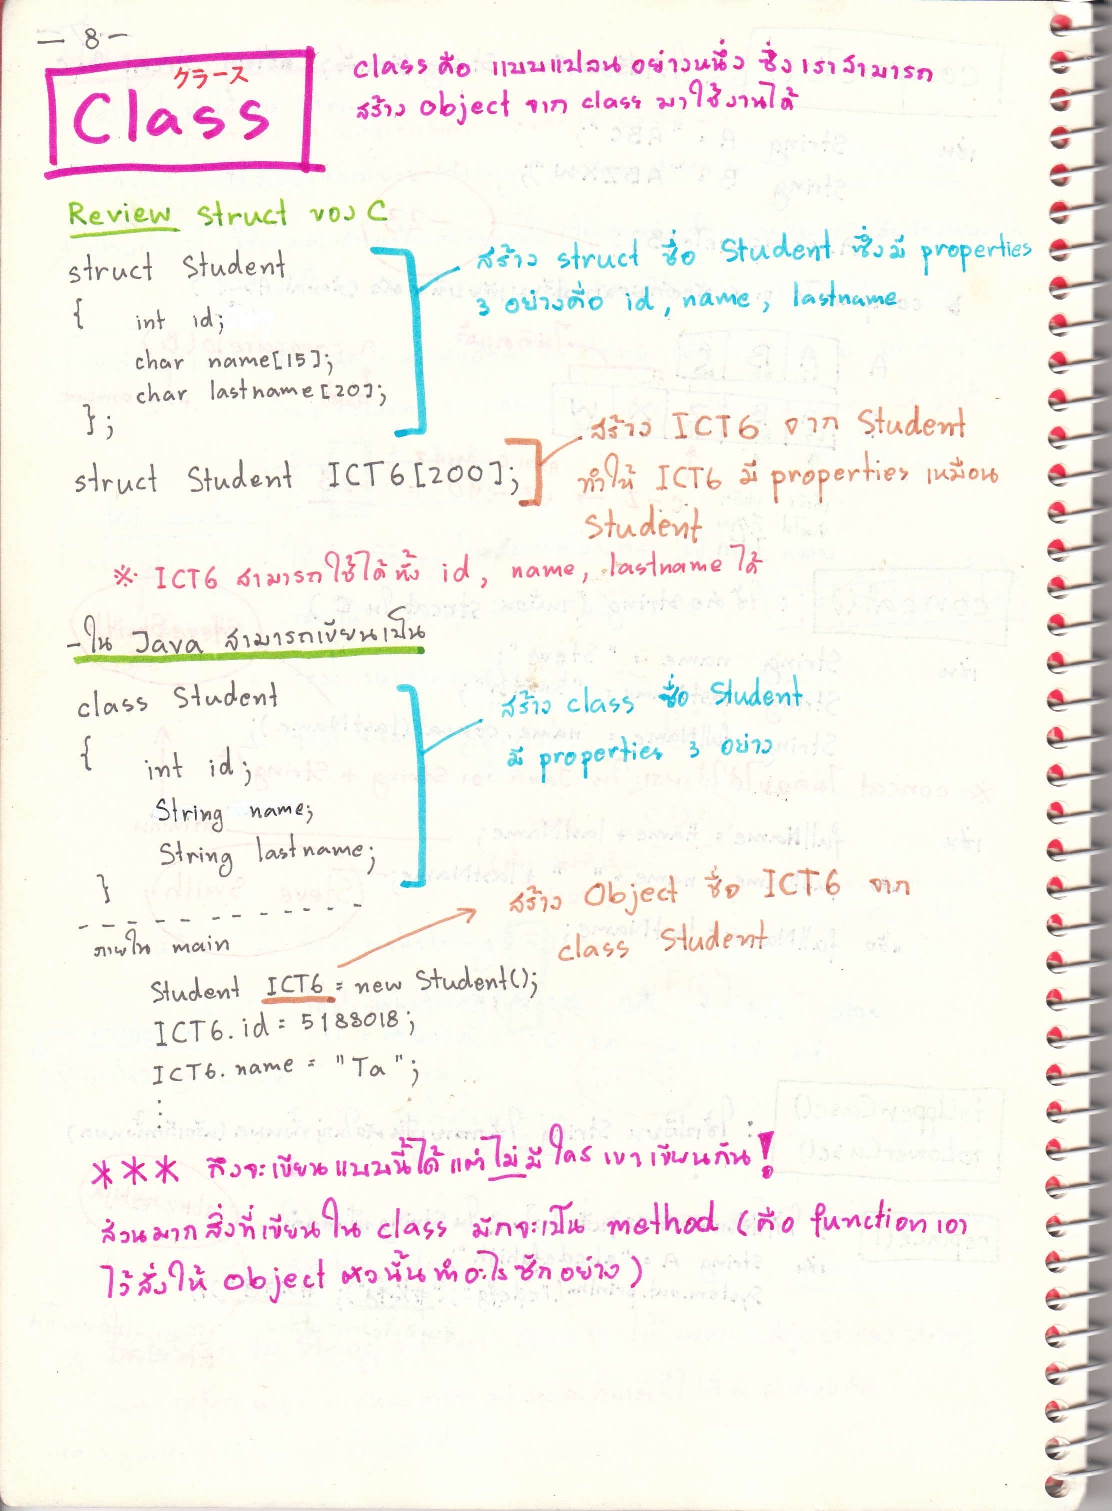 — 8 —
クラース
Class
class คือ แบบแปลนอย่างหนึ่ง ซึ่งเราสามารถ
สร้าง object จาก class มาใช้งานได้
Review struct ของ C
struct Student
{ int id;
char name[15];
char lastname[20];
};
สร้าง struct ชื่อ Student ซึ่งมี properties
3 อย่างคือ id, name, lastname
struct Student ICT6[200];
สร้าง ICT6 จาก Student
ทำให้ ICT6 มี properties เหมือน
Student
※ ICT6 สามารถใช้ได้ทั้ง id, name, lastname ได้
- ใน Java สามารถเขียนเป็น
class Student
{ int id;
String name;
String lastname;
}
สร้าง class ชื่อ Student
มี properties 3 อย่าง
ภายใน main
Student ICT6 = new Student();
ICT6.id = 5188018;
ICT6.name = "Ta";
⋮
สร้าง Object ชื่อ ICT6 จาก
class Student
*** ถึงจะเขียนแบบนี้ได้ แต่ไม่มีใครเขาเขียนกัน!
ส่วนมากสิ่งที่เขียนใน class มักจะเป็น method (คือ function เอา
ไว้สั่งให้ object ตัวนั้นทำอะไรซักอย่าง)